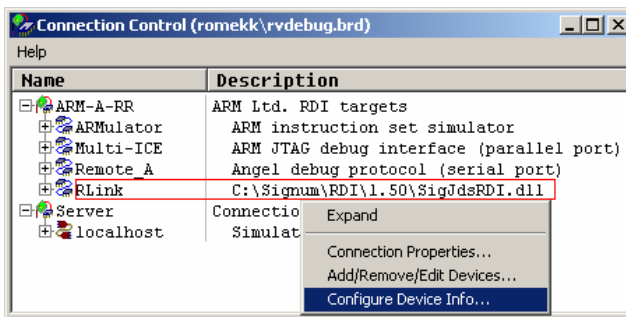 Connection Control (romekk\rvdebug.brd)
Help
Name Description
ARM-A-RR ARM Ltd. RDI targets
ARMulator ARM instruction set simulator
Multi-ICE ARM JTAG debug interface (parallel port)
Remote_A Angel debug protocol (serial port)
RLink C:\Signum\RDI\1.50\SigJdsRDI.dll
Server Connectio
localhost Simulat
Expand
Connection Properties...
Add/Remove/Edit Devices...
Configure Device Info...